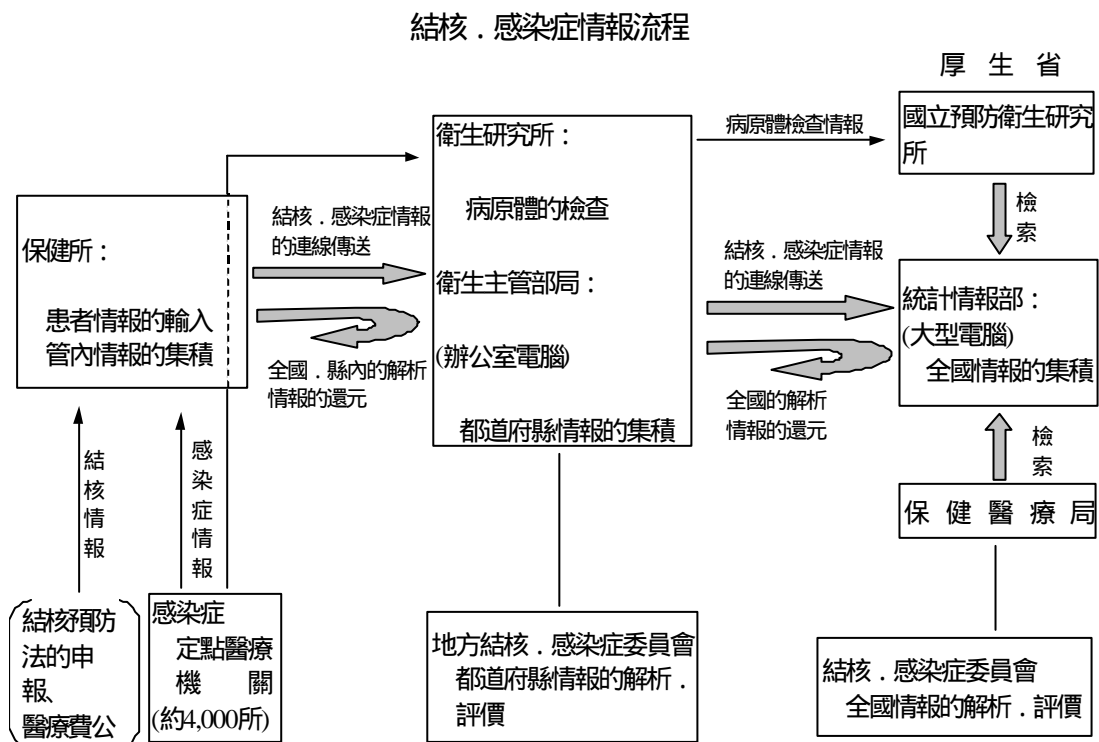 結核．感染症情報流程
厚生省
國立預防衛生研究
所
病原體檢查情報
衛生研究所：
病原體的檢查
衛生主管部局：
(辦公室電腦)
都道府縣情報的集積
保健所：
患者情報的輸入
管內情報的集積
結核．感染症情報
的連線傳送
全國．縣內的解析
情報的還元
結核．感染症情報
的連線傳送
全國的解析
情報的還元
檢索
統計情報部：
(大型電腦)
全國情報的集積
檢索
保健醫療局
結核情報
感染症情報
結核預防
法的申
報、
醫療費公
感染症
定點醫療
機關
(約4,000所)
地方結核．感染症委員會
都道府縣情報的解析．
評價
結核．感染症委員會
全國情報的解析．評價